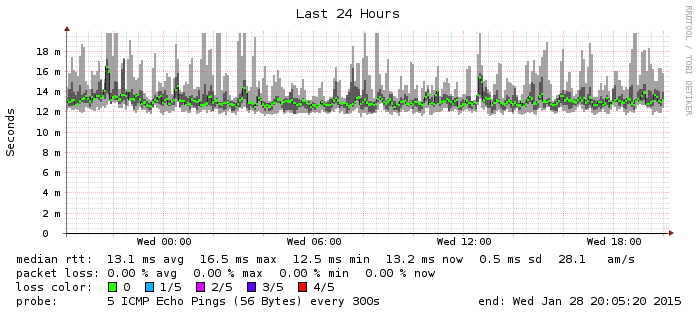 Last 24 Hours
RRDTOOL / TOBI OETIKER
Seconds
18 m
16 m
14 m
12 m
10 m
8 m
6 m
4 m
2 m
0
Wed 00:00 Wed 06:00 Wed 12:00 Wed 18:00
median rtt: 13.1 ms avg 16.5 ms max 12.5 ms min 13.2 ms now 0.5 ms sd 28.1 am/s
packet loss: 0.00 % avg 0.00 % max 0.00 % min 0.00 % now
loss color: 0 1/5 2/5 3/5 4/5
probe: 5 ICMP Echo Pings (56 Bytes) every 300s end: Wed Jan 28 20:05:20 2015